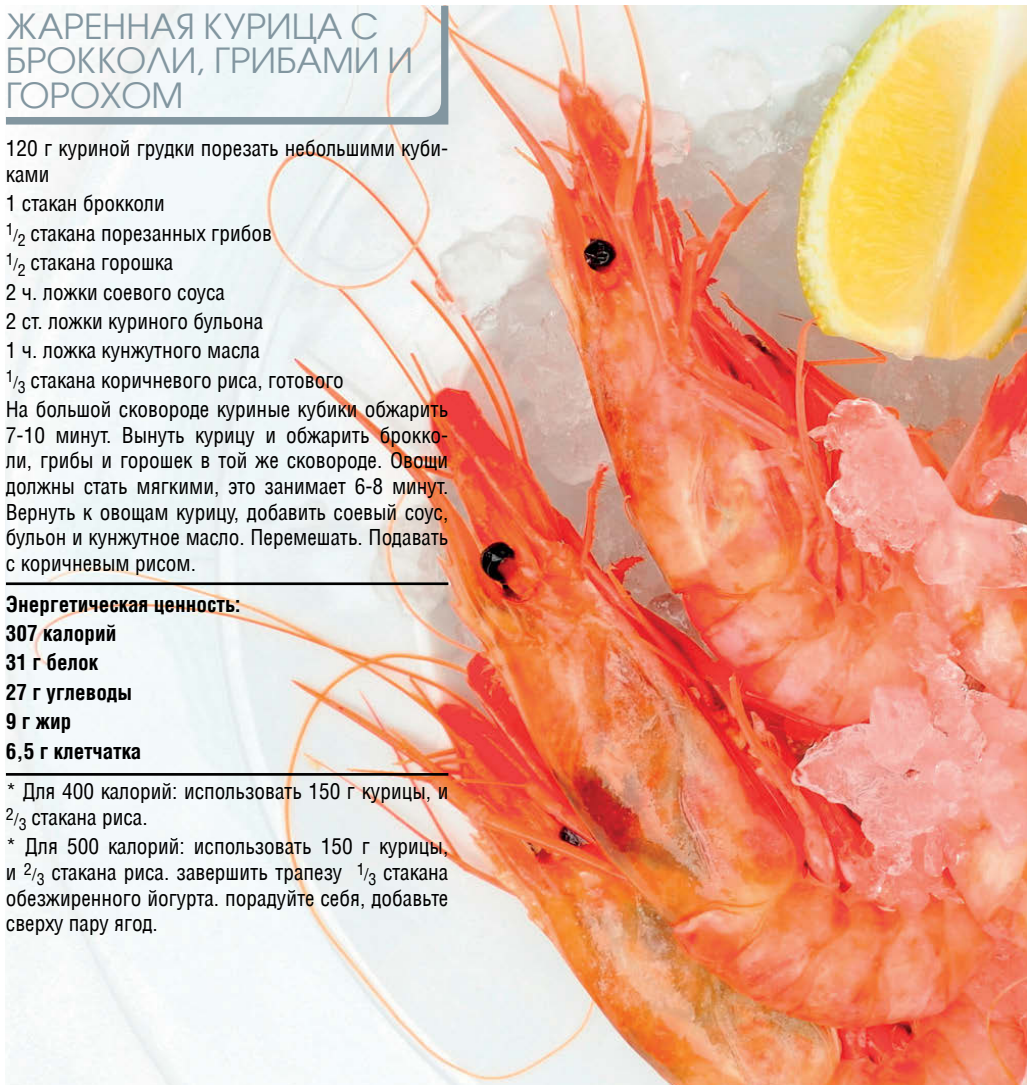 ЖАРЕННАЯ КУРИЦА С
БРОККОЛИ, ГРИБАМИ И
ГОРОХОМ
120 г куриной грудки порезать небольшими куби-
ками
1 стакан брокколи
1/2 стакана порезанных грибов
1/2 стакана горошка
2 ч. ложки соевого соуса
2 ст. ложки куриного бульона
1 ч. ложка кунжутного масла
1/3 стакана коричневого риса, готового
На большой сковороде куриные кубики обжарить
7-10 минут. Вынуть курицу и обжарить брокко-
ли, грибы и горошек в той же сковороде. Овощи
должны стать мягкими, это занимает 6-8 минут.
Вернуть к овощам курицу, добавить соевый соус,
бульон и кунжутное масло. Перемешать. Подавать
с коричневым рисом.
Энергетическая ценность:
307 калорий
31 г белок
27 г углеводы
9 г жир
6,5 г клетчатка
* Для 400 калорий: использовать 150 г курицы, и
2/3 стакана риса.
* Для 500 калорий: использовать 150 г курицы,
и 2/3 стакана риса. завершить трапезу 1/3 стакана
обезжиренного йогурта. порадуйте себя, добавьте
сверху пару ягод.